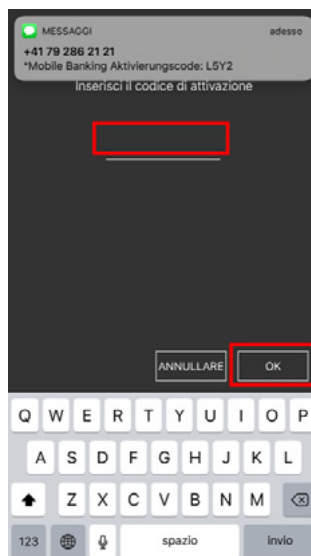 MESSAGGI adesso
+41 79 286 21 21
*Mobile Banking Aktivierungscode: L5Y2
Inserisci il codice di attivazione
ANNULLARE OK
Q W E R T Y U I O P
A S D F G H J K L
Z X C V B N M
123 spazio invio